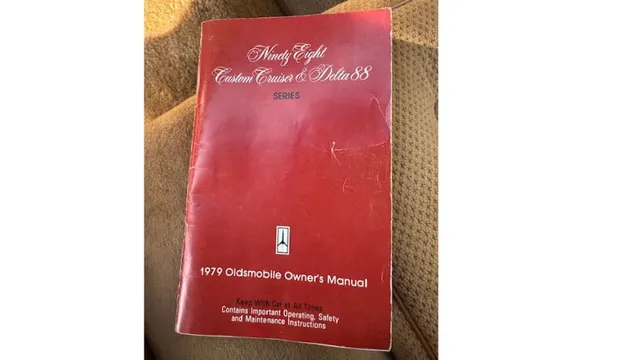 Ninety Eight
Custom Cruiser & Delta 88
SERIES
1979 Oldsmobile Owner's Manual
Keep With Car at All Times
Contains Important Operating, Safety
and Maintenance Instructions